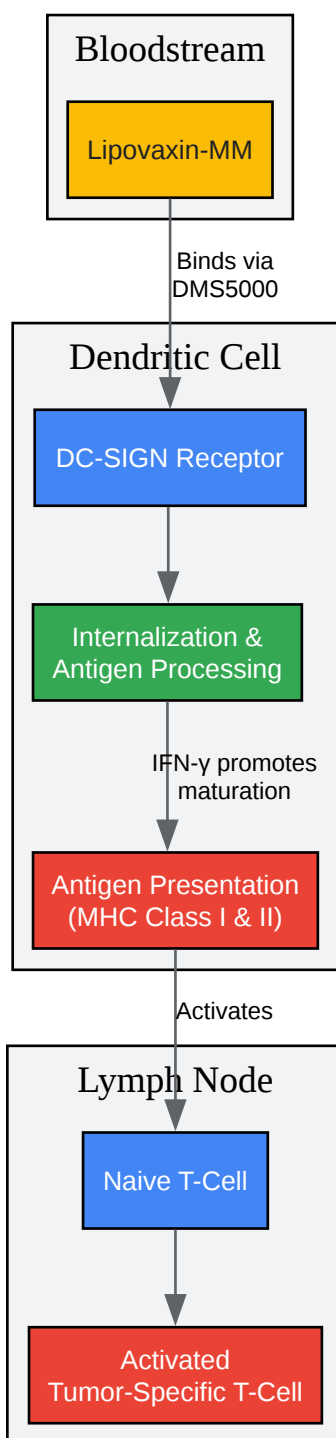 Bloodstream
Lipovaxin-MM
Binds via
DMS5000
Dendritic Cell
DC-SIGN Receptor
Internalization &
Antigen Processing
IFN-γ promotes
maturation
Antigen Presentation
(MHC Class I & II)
Activates
Lymph Node
Naive T-Cell
Activated
Tumor-Specific T-Cell